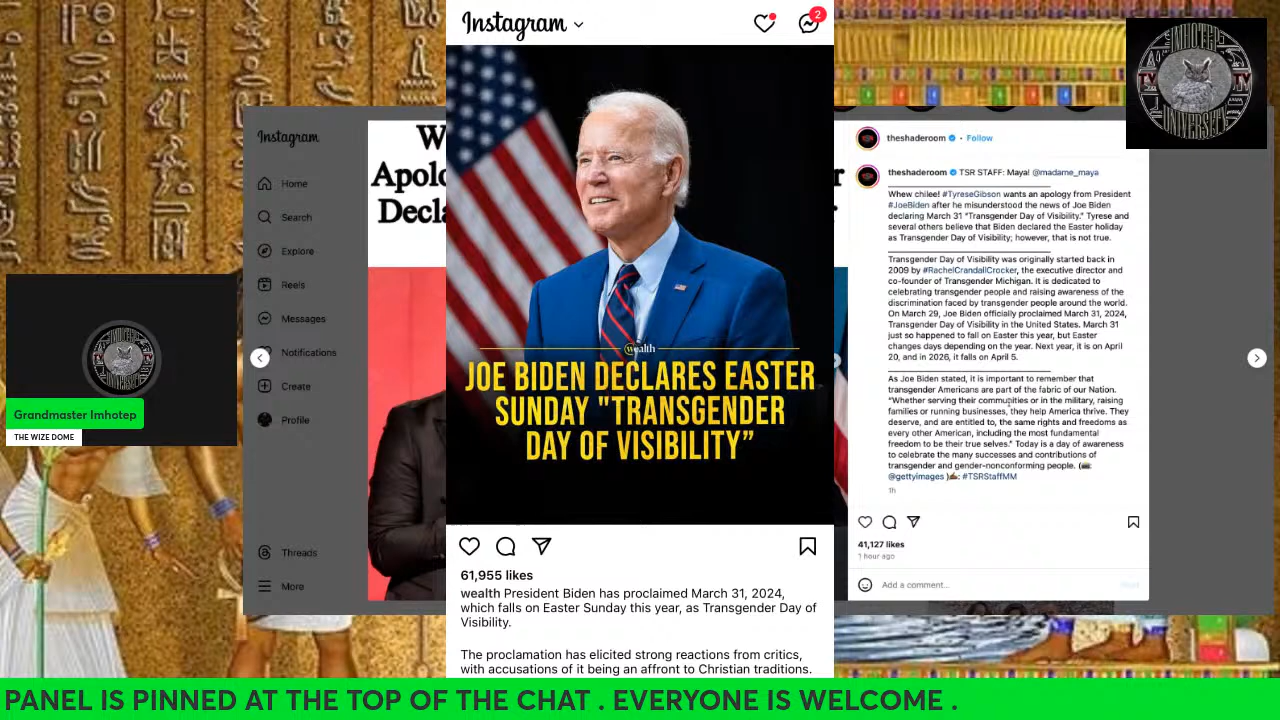 Instagram
2
Wealth
JOE BIDEN DECLARES EASTER
SUNDAY "TRANSGENDER
DAY OF VISIBILITY”
61,955 likes
wealth President Biden has proclaimed March 31, 2024,
which falls on Easter Sunday this year, as Transgender Day of
Visibility.
The proclamation has elicited strong reactions from critics,
with accusations of it being an affront to Christian traditions.
Instagram
Home
Search
Explore
Reels
Messages
Notifications
Create
Profile
Threads
More
W
Apolo
Decla
r
theshaderoom • Follow
theshaderoom TSR STAFF: Maya! @madame_maya
Whew chilee! #TyreseGibson wants an apology from President
#JoeBiden after he misunderstood the news of Joe Biden
declaring March 31 “Transgender Day of Visibility.” Tyrese and
several others believe that Biden declared the Easter holiday
as Transgender Day of Visibility; however, that is not true.
Transgender Day of Visibility was originally started back in
2009 by #RachelCrandallCrocker, the executive director and
co-founder of Transgender Michigan. It is dedicated to
celebrating transgender people and raising awareness of the
discrimination faced by transgender people around the world.
On March 29, Joe Biden officially proclaimed March 31, 2024,
Transgender Day of Visibility in the United States. March 31
just so happened to fall on Easter this year, but Easter
changes days depending on the year. Next year, it is on April
20, and in 2026, it falls on April 5.
As Joe Biden stated, it is important to remember that
transgender Americans are part of the fabric of our Nation.
“Whether serving their communities or in the military, raising
families or running businesses, they help America thrive. They
deserve, and are entitled to, the same rights and freedoms as
every other American, including the most fundamental
freedom to be their true selves.” Today is a day of awareness
to celebrate the many successes and contributions of
transgender and gender-nonconforming people. (📷:
@gettyimages )✍🏾: #TSRStaffMM
1h
41,127 likes
1 hour ago
Add a comment...
Post
IMHOTEP
TV TV
UNIVERSITY
IMHOTEP
UNIVERSITY
Grandmaster Imhotep
THE WIZE DOME
PANEL IS PINNED AT THE TOP OF THE CHAT . EVERYONE IS WELCOME .